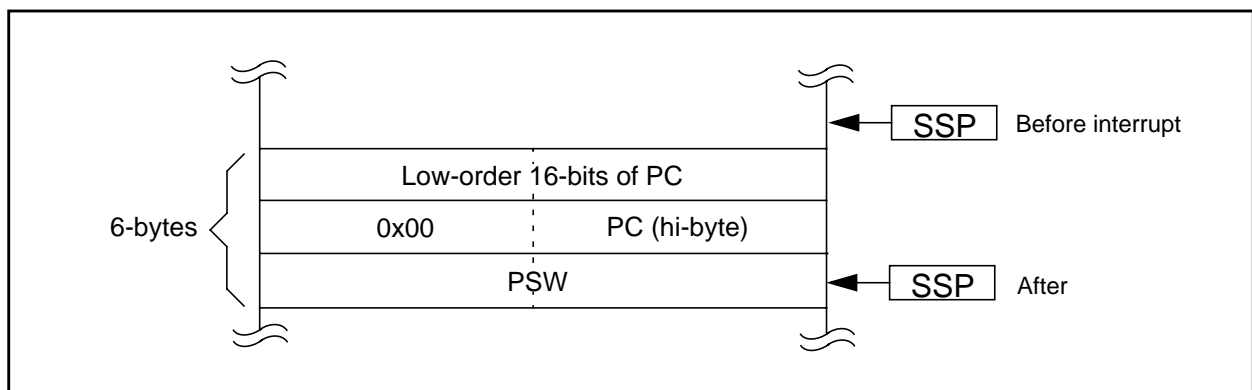 SSP Before interrupt
Low-order 16-bits of PC
6-bytes 0x00 PC (hi-byte)
PSW SSP After